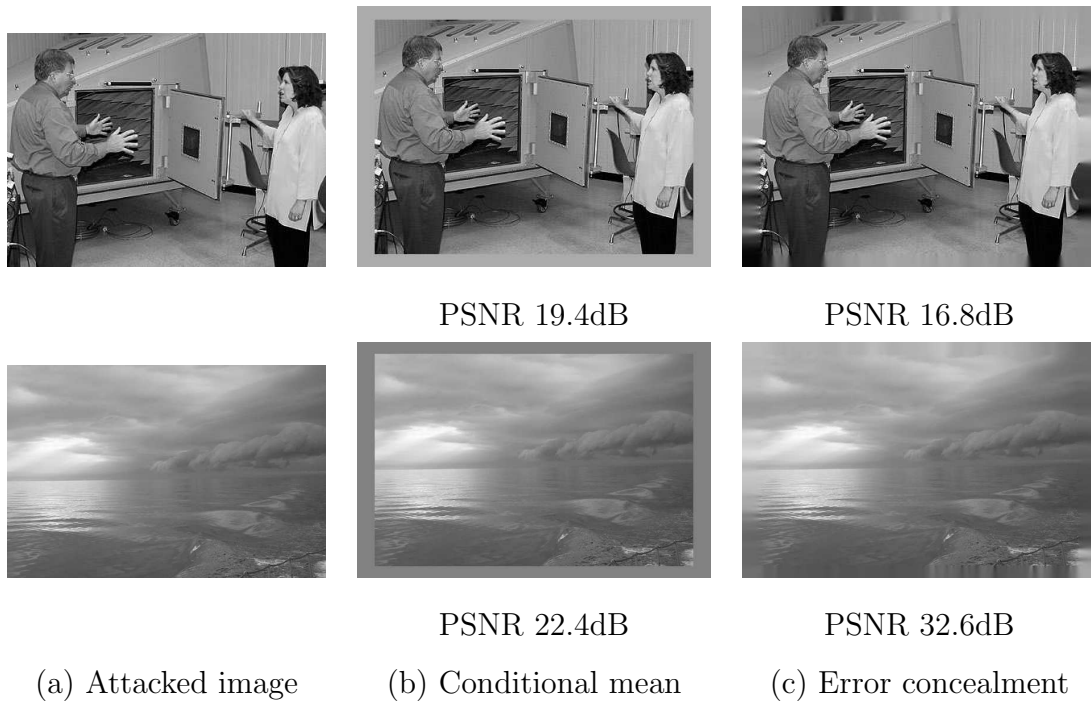 PSNR 19.4dB
PSNR 16.8dB
PSNR 22.4dB
PSNR 32.6dB
(a) Attacked image
(b) Conditional mean
(c) Error concealment